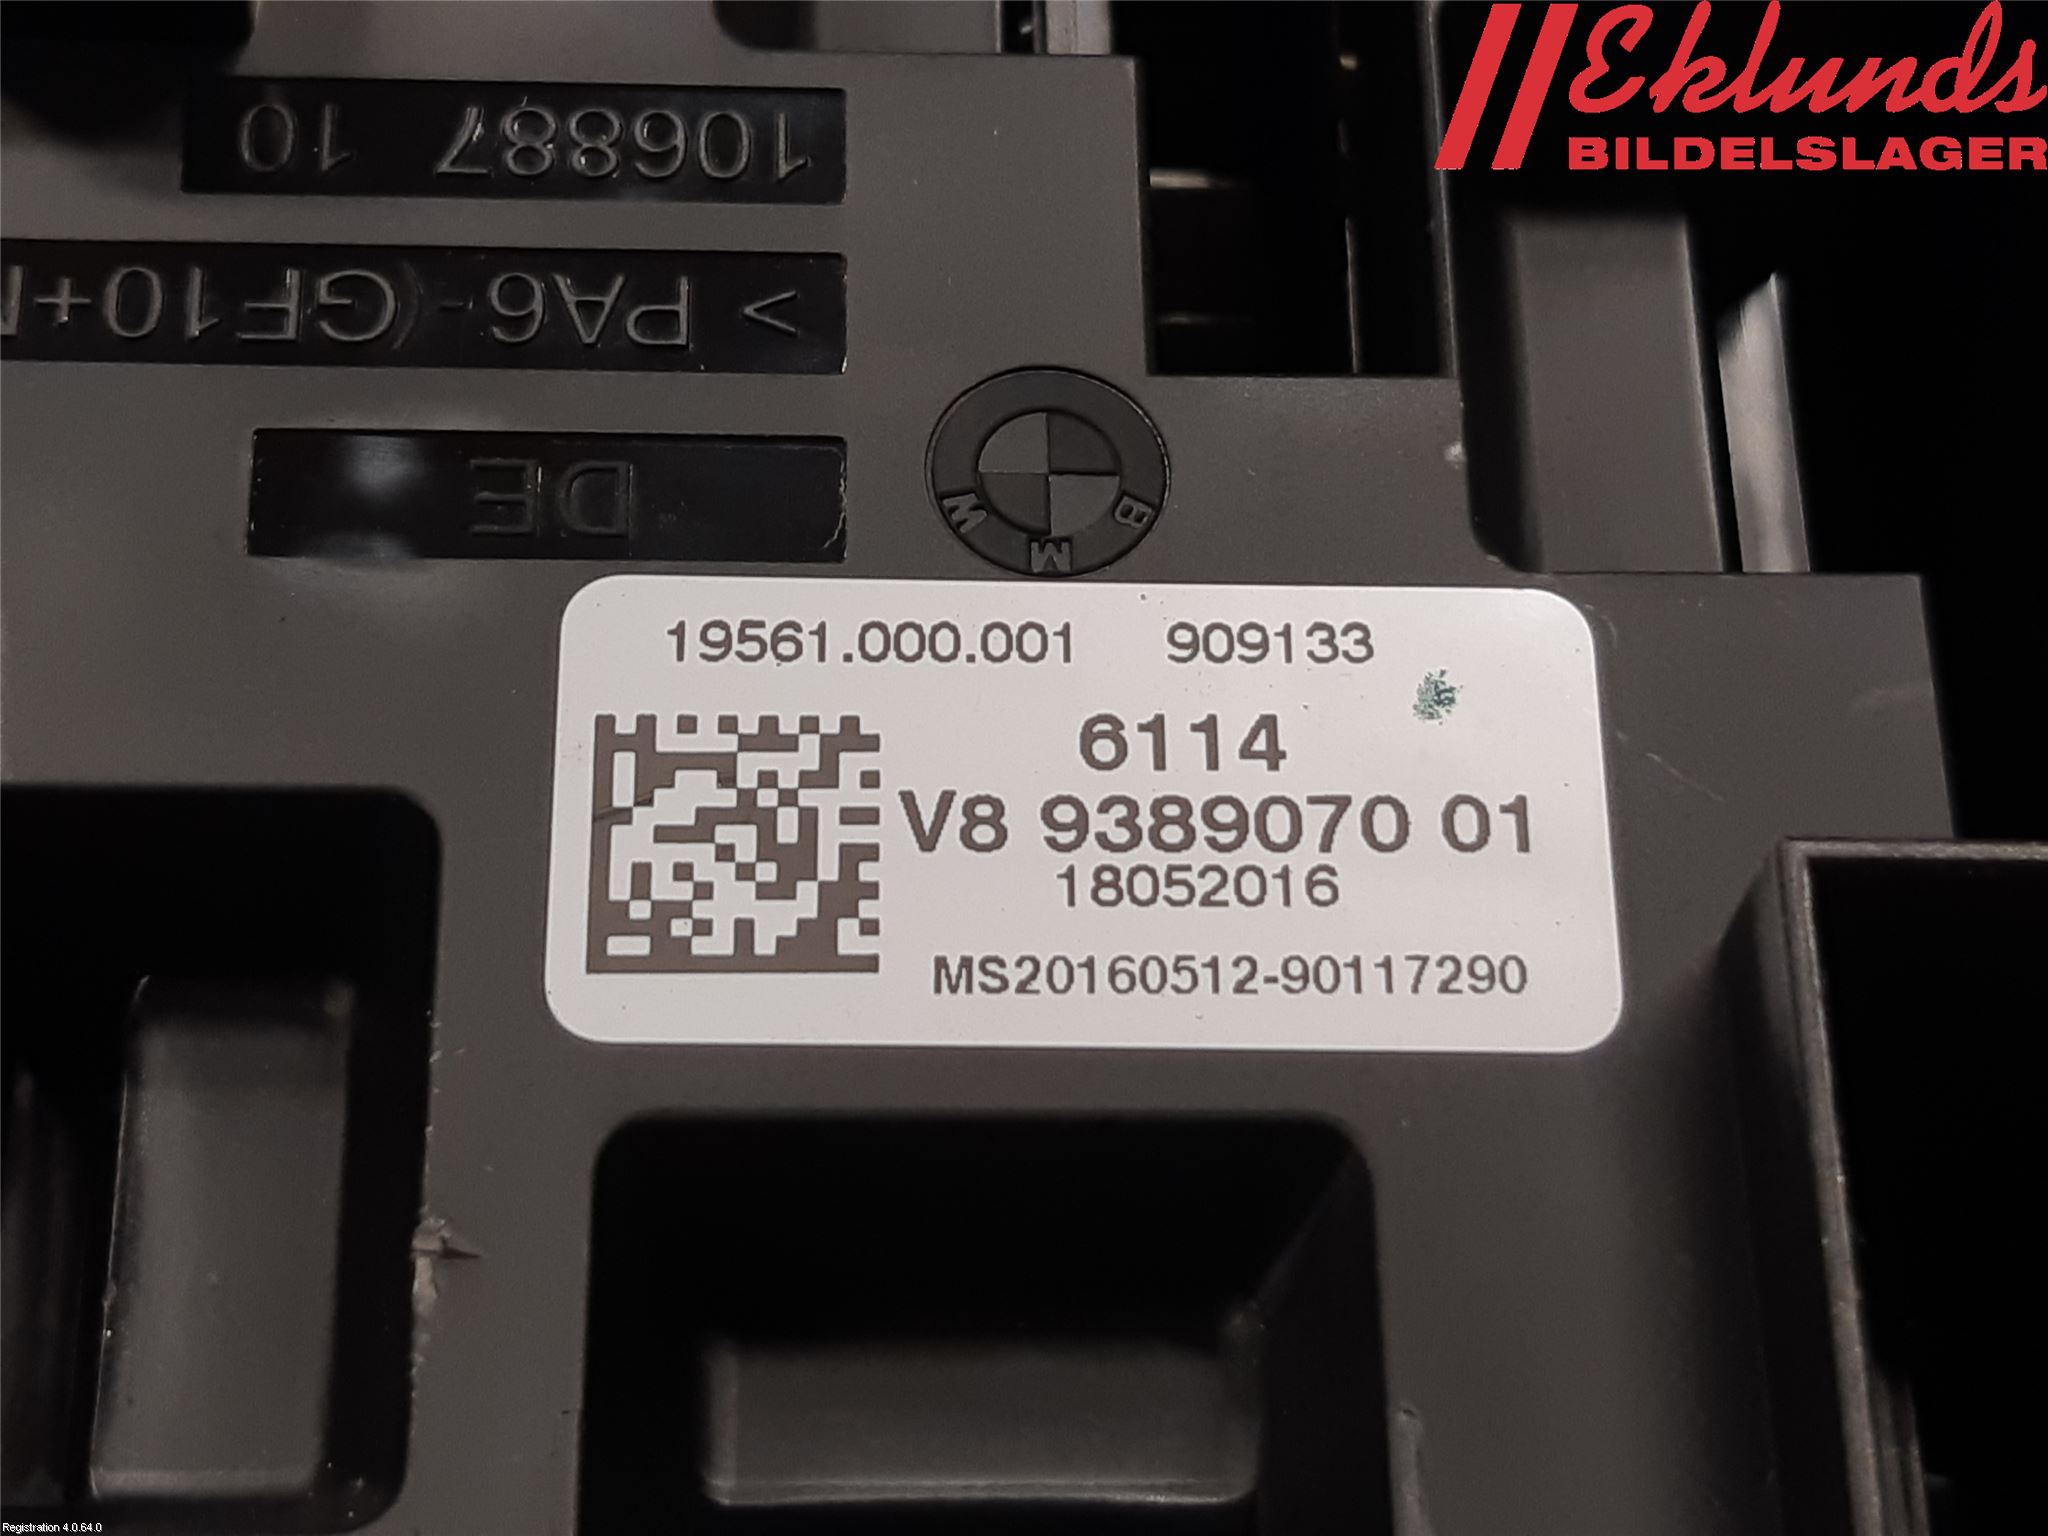 Eklunds
BILDELSLAGER
106887 10
> PA6 - (GF10+
DE
BMW
19561.000.001 909133
6114
V8 9389070 01
18052016
MS20160512-90117290
Registration 4.0.64.0